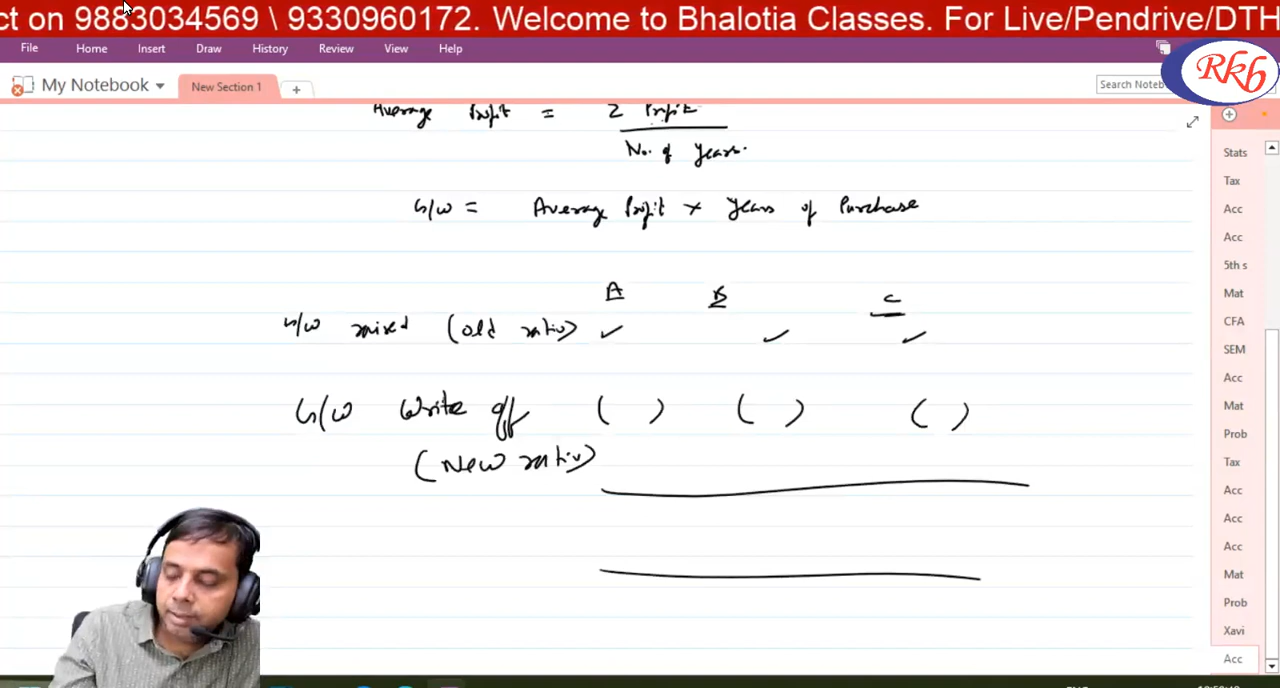 ct on 9883034569 \ 9330960172. Welcome to Bhalotia Classes. For Live/Pendrive/DTH
File Home Insert Draw History Review View Help
Rkb
My Notebook New Section 1 + Search Noteb
Average Profit = Σ Profit
No. of Years.
G/W = Average Profit × Years of Purchase
A B C
G/W raised (old ratio) ✓ ✓ ✓
G/W write off ( ) ( ) ( )
(New ratio)
Stats
Tax
Acc
Acc
5th s
Mat
CFA
SEM
Acc
Mat
Prob
Tax
Acc
Acc
Acc
Mat
Prob
Xavi
Acc